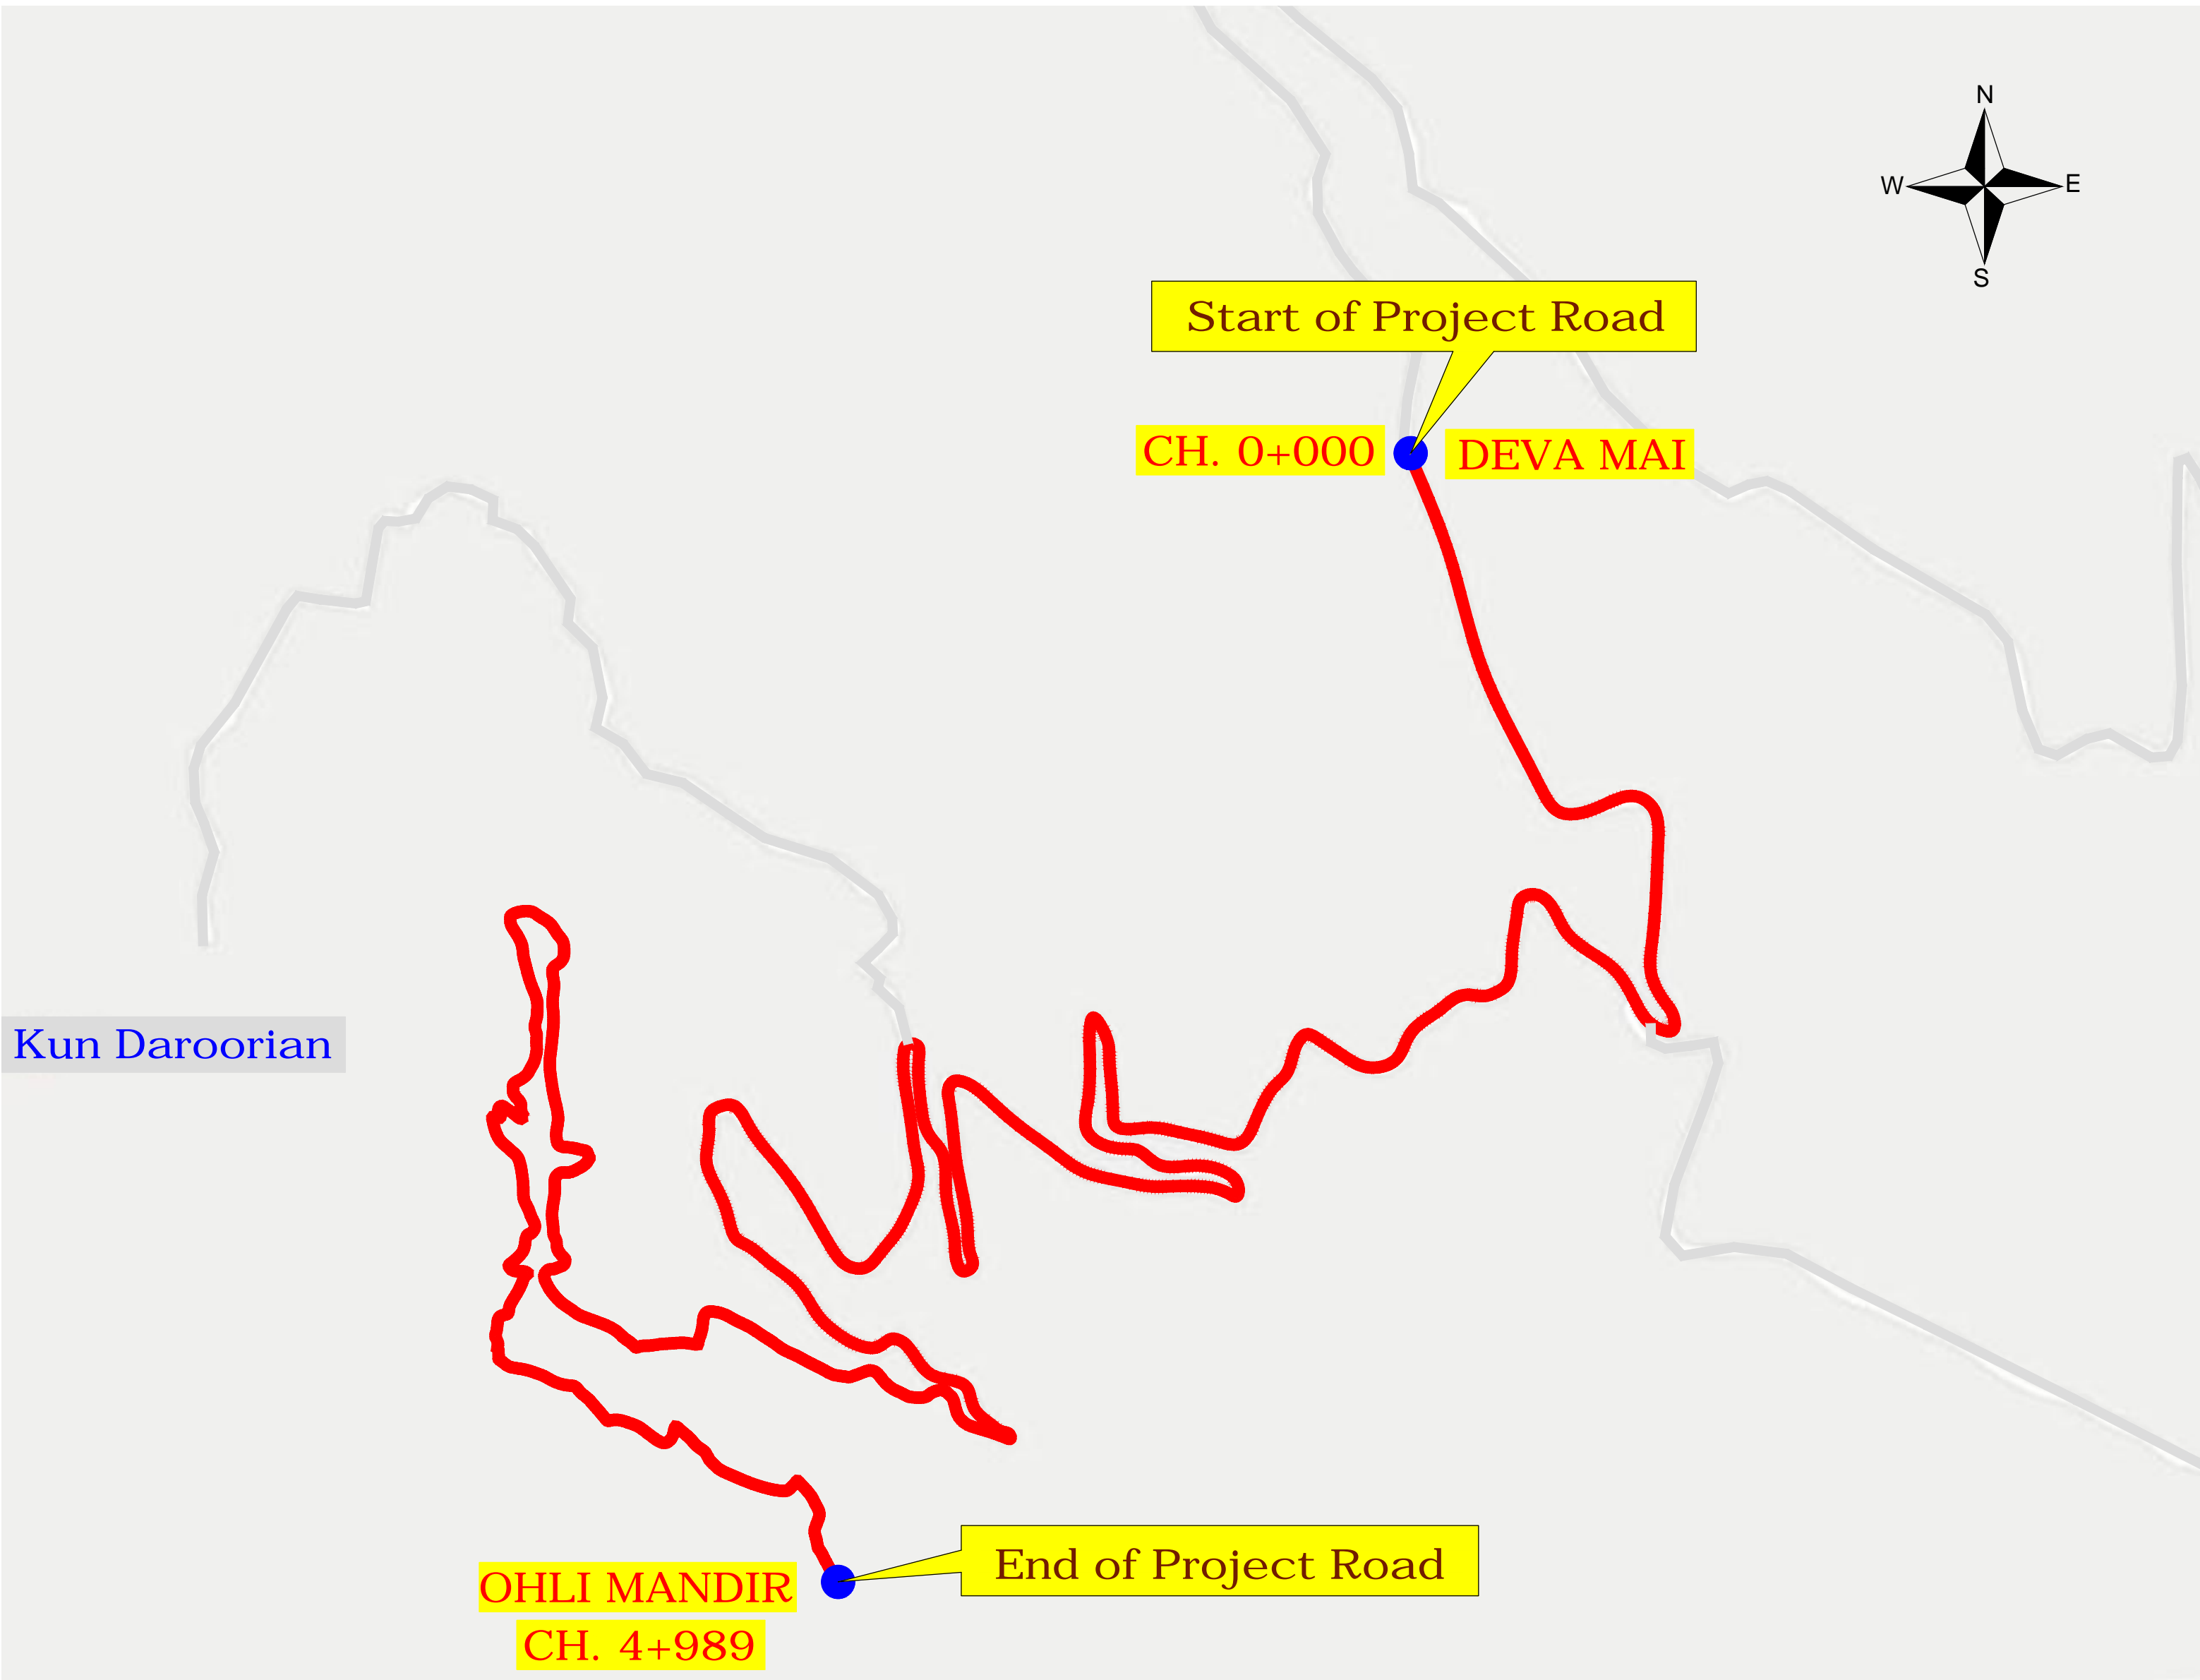 N
W
E
S
Start of Project Road
CH. 0+000
DEVA MAI
Kun Daroorian
End of Project Road
OHLI MANDIR
CH. 4+989